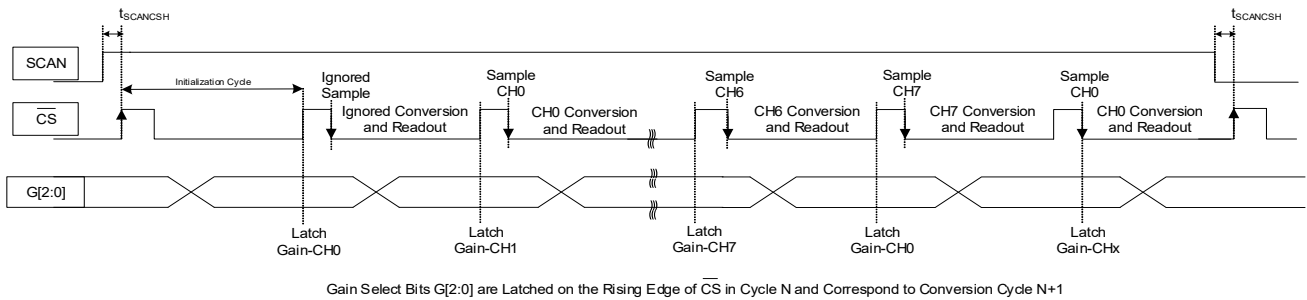 tSCANCSH
tSCANCSH
SCAN
Initialization Cycle
Ignored
Sample
Sample
CH0
Sample
CH6
Sample
CH7
Sample
CH0
CS
Ignored Conversion
and Readout
CH0 Conversion
and Readout
CH6 Conversion
and Readout
CH7 Conversion
and Readout
CH0 Conversion
and Readout
G[2:0]
Latch
Gain-CH0
Latch
Gain-CH1
Latch
Gain-CH7
Latch
Gain-CH0
Latch
Gain-CHx
Gain Select Bits G[2:0] are Latched on the Rising Edge of CS in Cycle N and Correspond to Conversion Cycle N+1